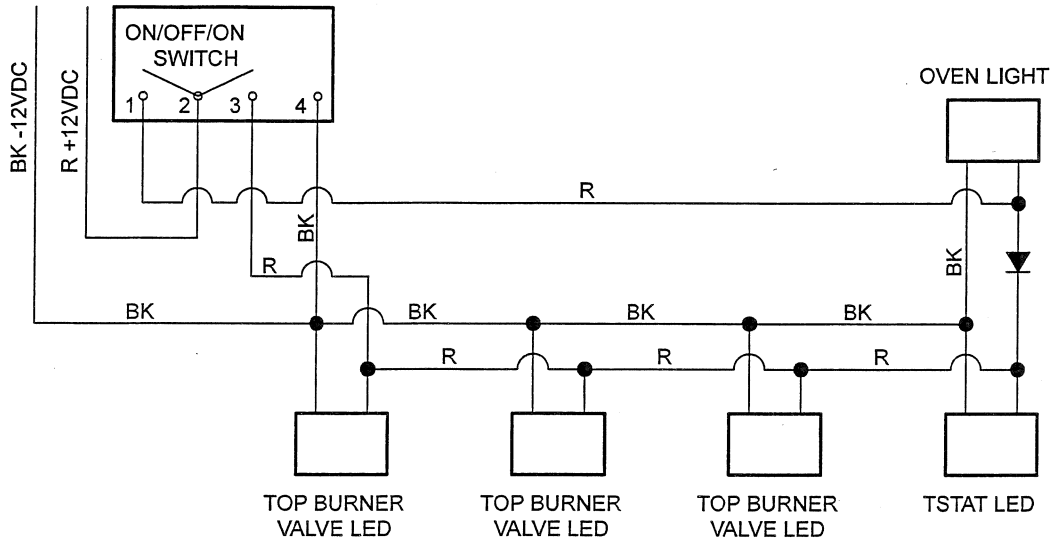 BK -12VDC
R +12VDC
ON/OFF/ON
SWITCH
1 2 3 4
OVEN LIGHT
R
BK
R
BK
BK
BK
BK
BK
R
R
R
TOP BURNER
VALVE LED
TOP BURNER
VALVE LED
TOP BURNER
VALVE LED
TSTAT LED